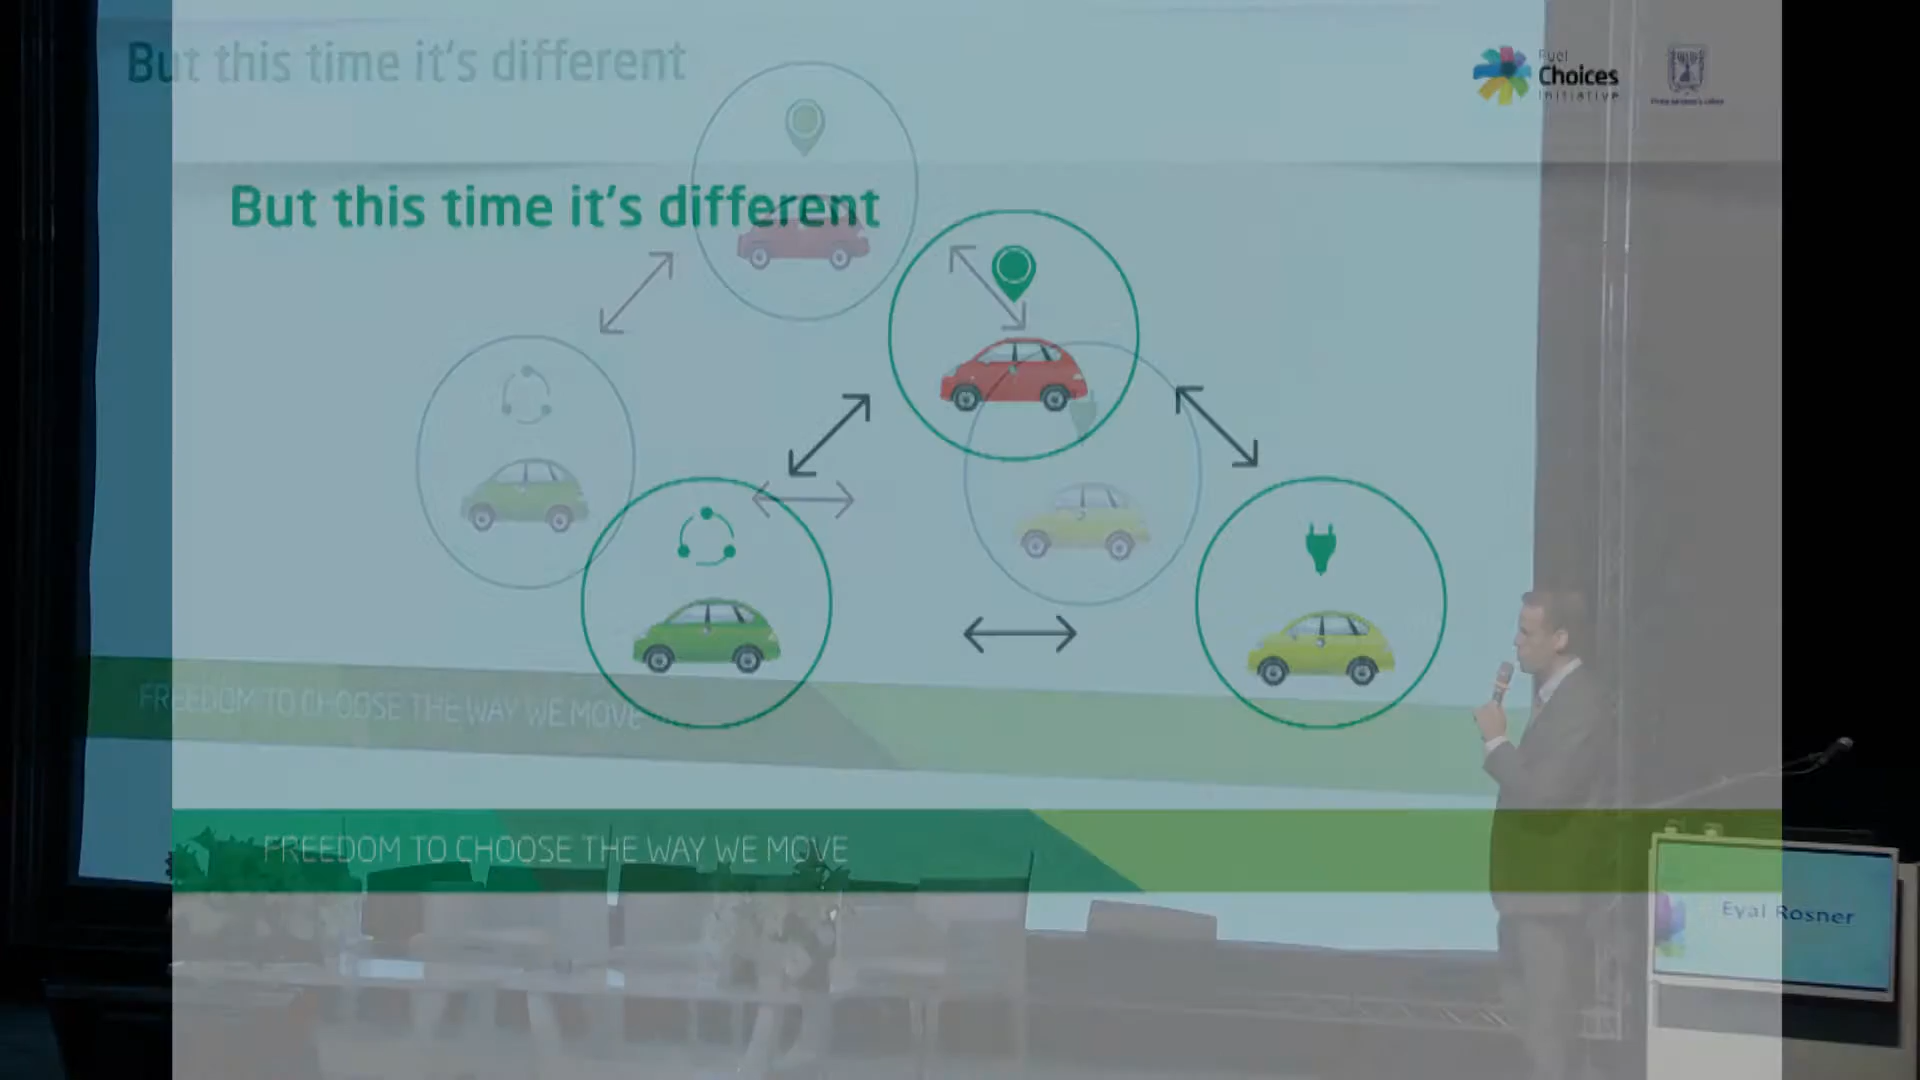 But this time it's different
Fuel
Choices
Initiative
But this time it's different
FREEDOM TO CHOOSE THE WAY WE MOVE
FREEDOM TO CHOOSE THE WAY WE MOVE
Eyal Rosner